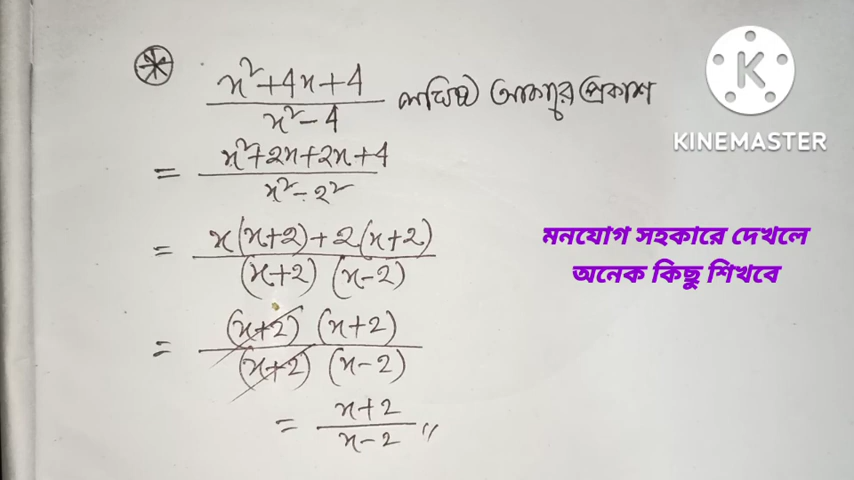 x²+4x+4 / x²-4 লঘিষ্ঠ আকারে প্রকাশ
= x²+2x+2x+4 / x²-2²
= x(x+2)+2(x+2) / (x+2) (x-2)
= (x+2) (x+2) / (x+2) (x-2)
= x+2 / x-2 〃
K
KINEMASTER
মনযোগ সহকারে দেখলে
অনেক কিছু শিখবে